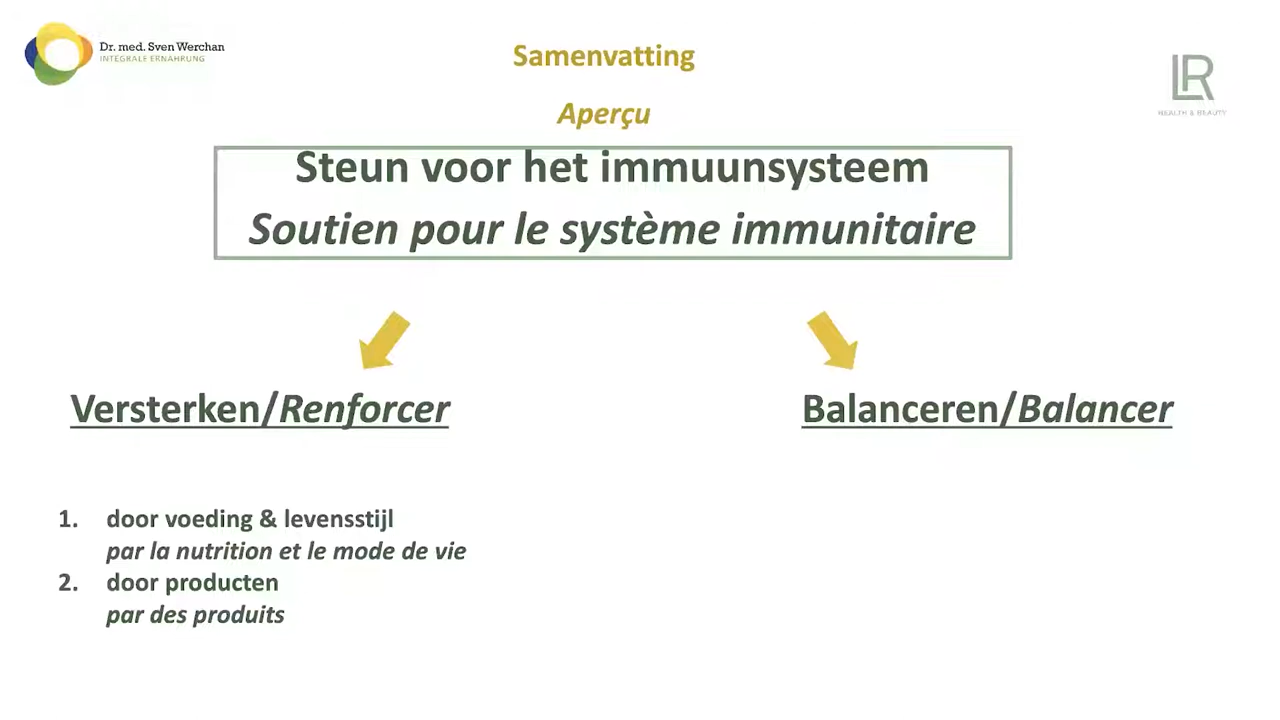 Dr. med. Sven Werchan
INTEGRALE ERNÄHRUNG
Samenvatting
Aperçu
LR
HEALTH & BEAUTY
Steun voor het immuunsysteem
Soutien pour le système immunitaire
Versterken/Renforcer
Balanceren/Balancer
1. door voeding & levensstijl
par la nutrition et le mode de vie
2. door producten
par des produits